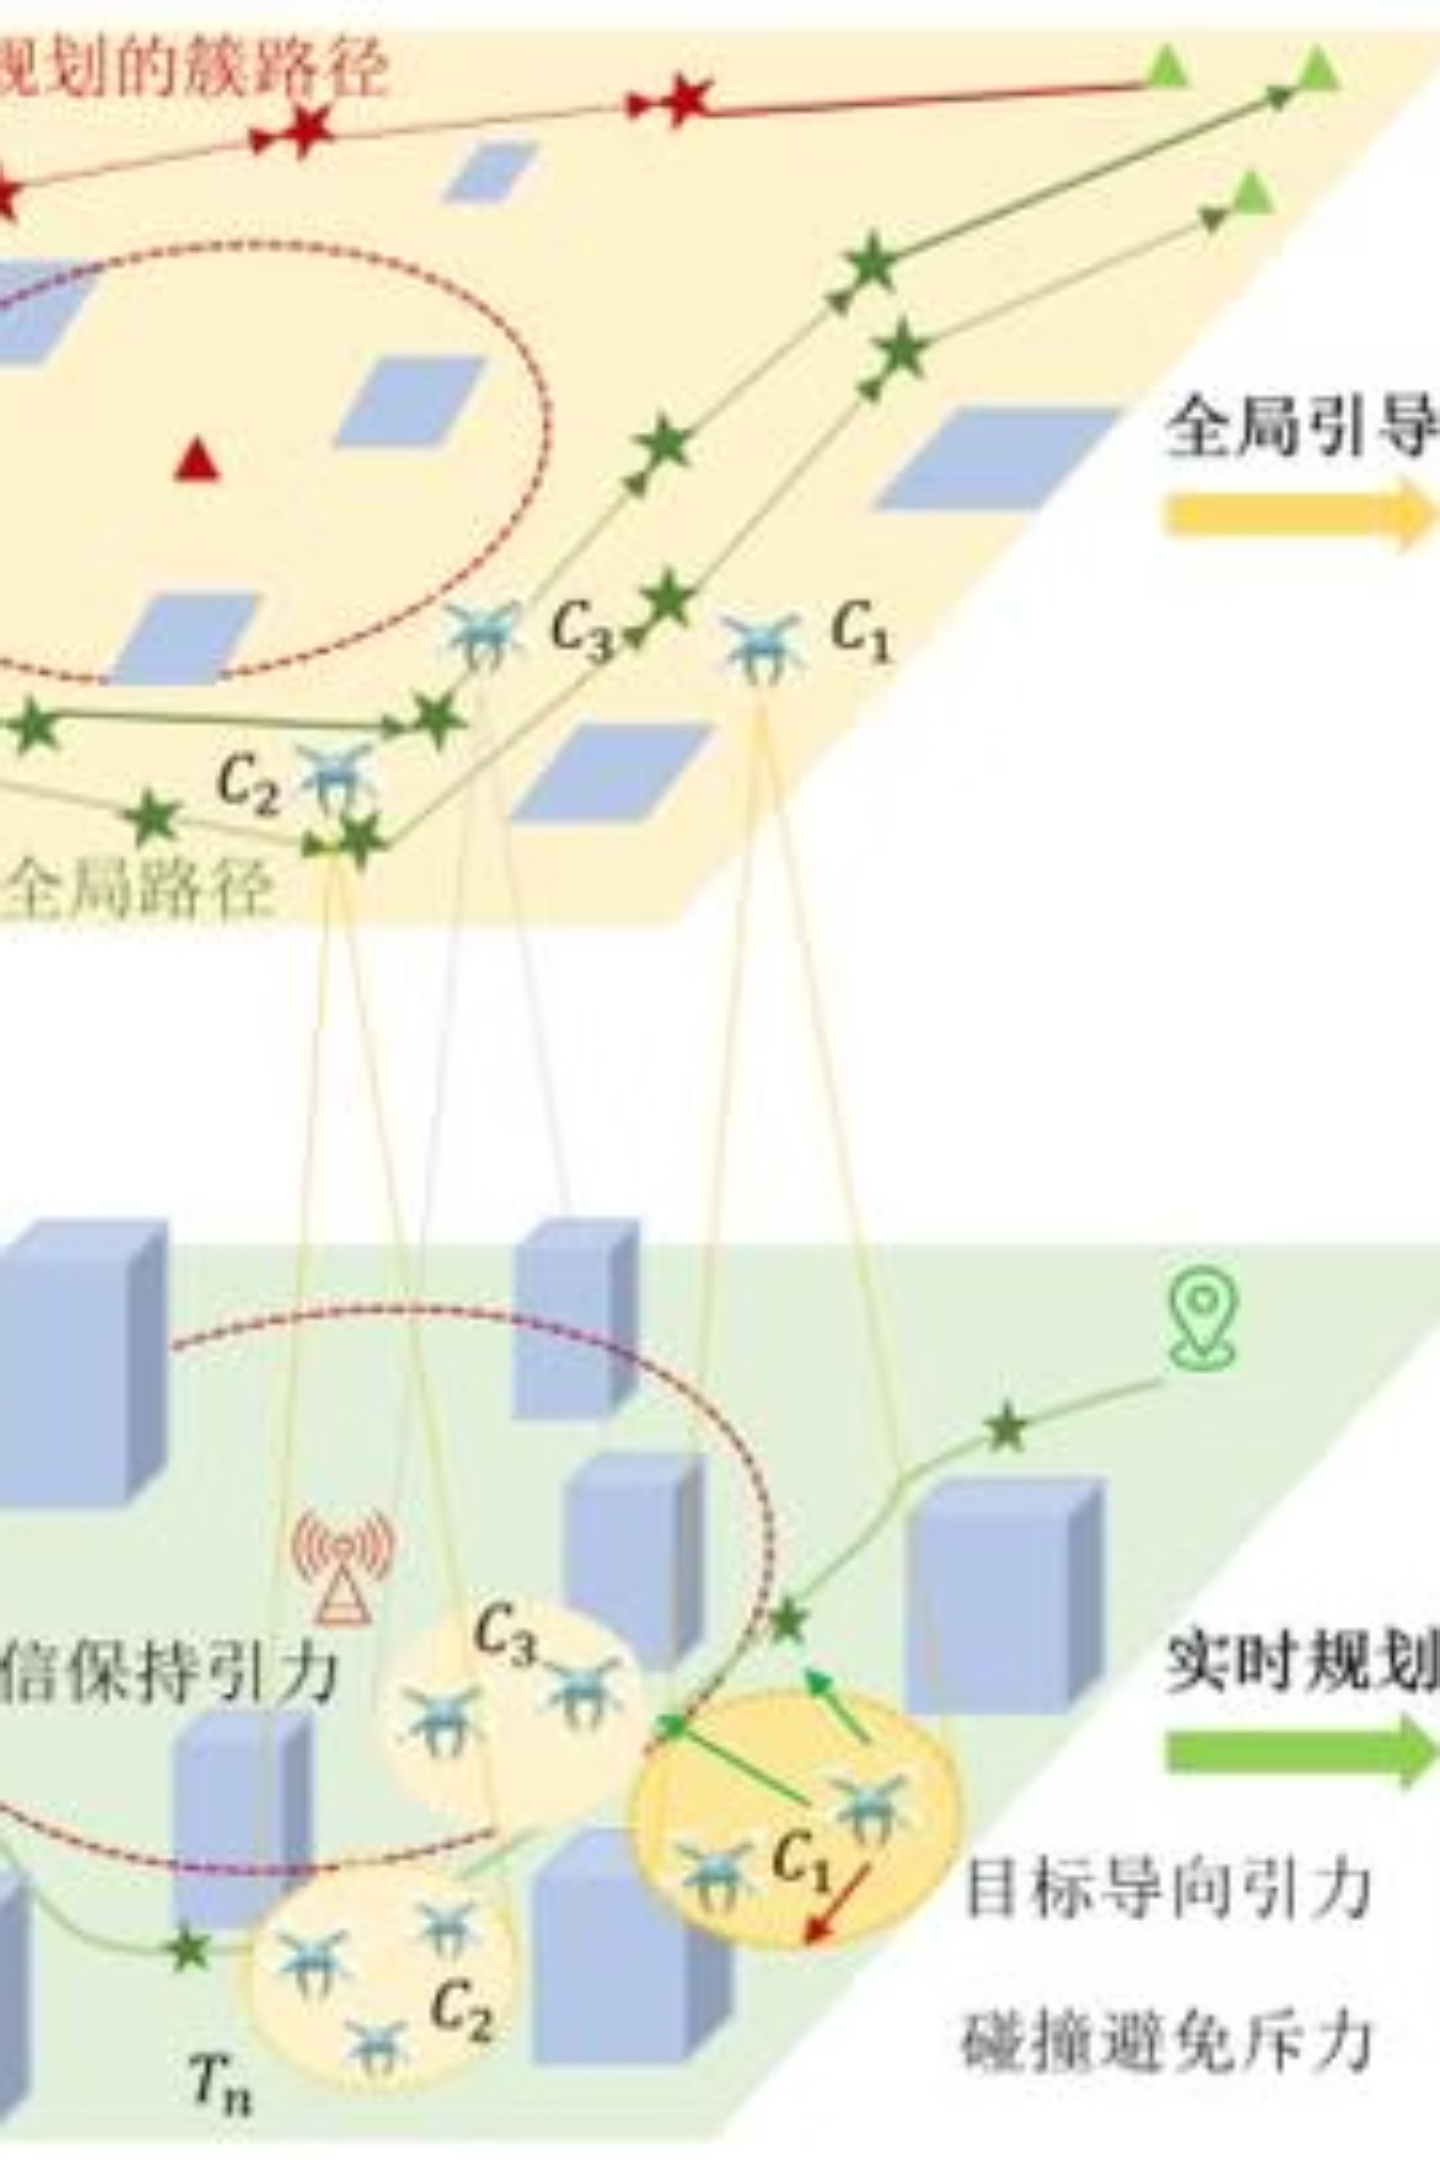 规划的簇路径
全局引导
C₃
C₁
C₂
全局路径
C₃
信保持引力
实时规划
C₁
目标导向引力
C₂
碰撞避免斥力
Tₙ